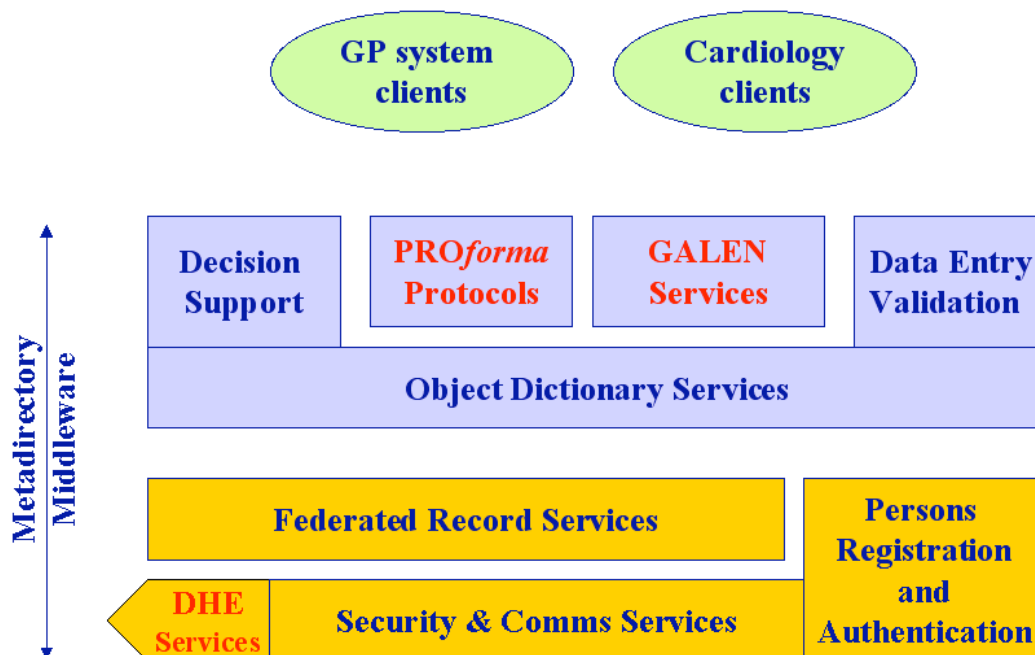 GP system
clients
Cardiology
clients
Decision
Support
PROforma
Protocols
GALEN
Services
Data Entry
Validation
Object Dictionary Services
Metadirectory
Middleware
Federated Record Services
Persons
Registration
and
Authentication
DHE
Services
Security & Comms Services